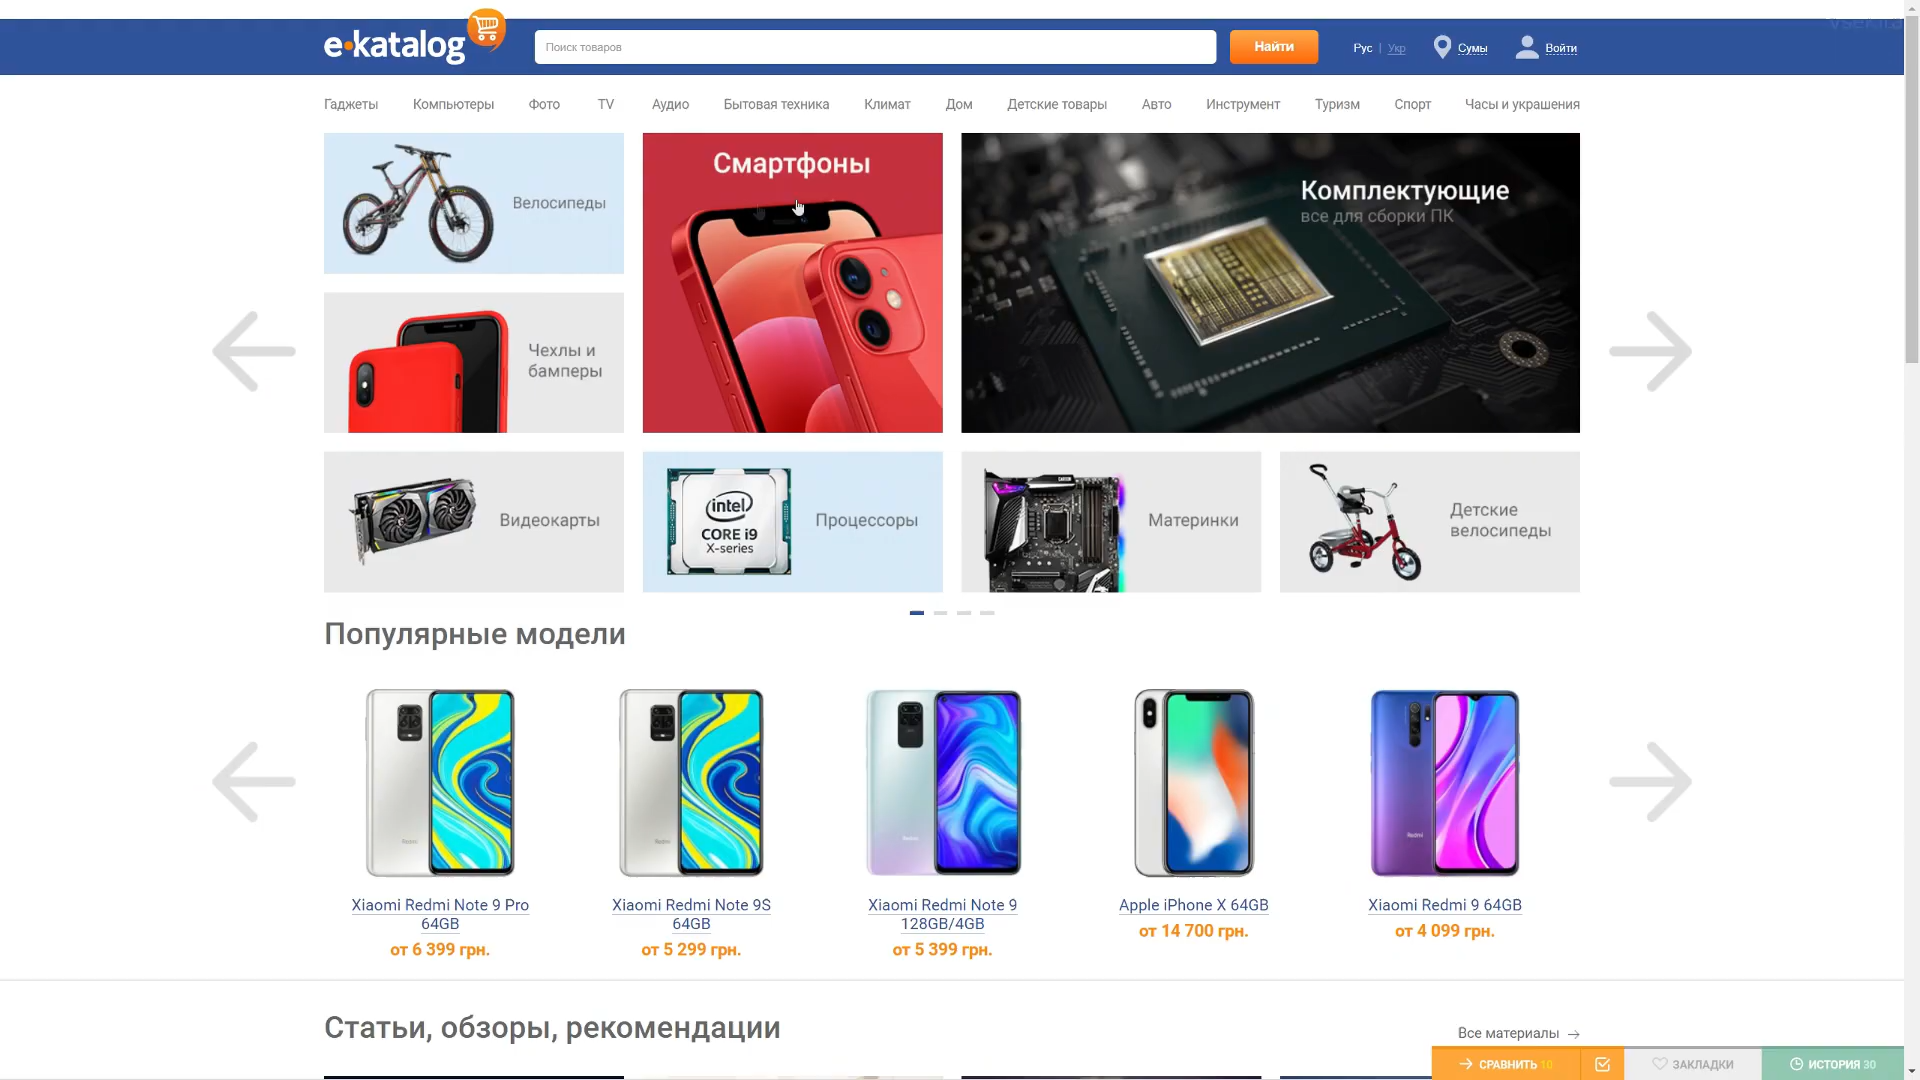 e·katalog
Поиск товаров
Найти
Рус | Укр
Сумы
Войти
Гаджеты Компьютеры Фото TV Аудио Бытовая техника Климат Дом Детские товары Авто Инструмент Туризм Спорт Часы и украшения
Велосипеды
Смартфоны
Комплектующие
все для сборки ПК
Чехлы и
бамперы
Видеокарты
intel
CORE i9
X-series
Процессоры
Материнки
Детские
велосипеды
Популярные модели
Xiaomi Redmi Note 9 Pro
64GB
от 6 399 грн.
Xiaomi Redmi Note 9S
64GB
от 5 299 грн.
Xiaomi Redmi Note 9
128GB/4GB
от 5 399 грн.
Apple iPhone X 64GB
от 14 700 грн.
Xiaomi Redmi 9 64GB
от 4 099 грн.
Статьи, обзоры, рекомендации
Все материалы →
→ СРАВНИТЬ 10
ЗАКЛАДКИ
ИСТОРИЯ 30